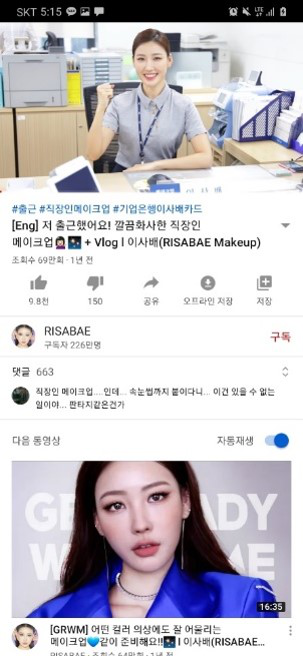 SKT 5:15
이사배
#출근 #직장인메이크업 #기업은행이사배카드
[Eng] 저 출근했어요! 깔끔화사한 직장인
메이크업🙍🏻‍♀️🌃 + Vlog l 이사배(RISABAE Makeup)
조회수 69만회 · 1년 전
9.8천
150
공유
오프라인 저장
저장
RISABAE
구독자 226만명
구독
댓글 663
직장인 메이크업.... 인데... 속눈썹까지 붙이다니... 이건 있을 수 없는
일이야... 판타지같은건가
다음 동영상
자동재생
16:35
[GRWM] 어떤 컬러 의상에도 잘 어울리는
메이크업💙같이 준비해요!!🌃 l 이사배(RISABAE...
RISABAE · 조회수 64만회 · 1년 전